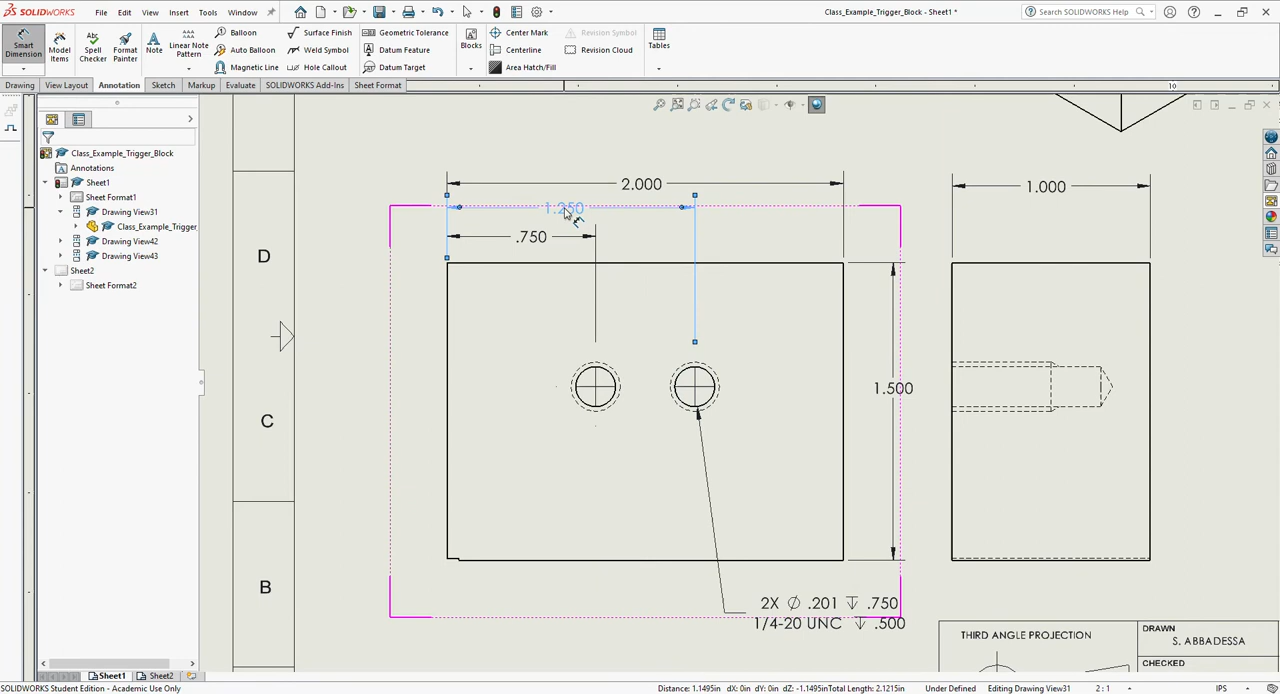 SOLIDWORKS File Edit View Insert Tools Window Class_Example_Trigger_Block - Sheet1 * Search SOLIDWORKS Help
Smart Dimension
Model Items
Spell Checker
Format Painter
Note
Linear Note Pattern
Balloon
Auto Balloon
Magnetic Line
Surface Finish
Weld Symbol
Hole Callout
Geometric Tolerance
Datum Feature
Datum Target
Blocks
Center Mark
Centerline
Area Hatch/Fill
Revision Symbol
Revision Cloud
Tables
Drawing View Layout Annotation Sketch Markup Evaluate SOLIDWORKS Add-Ins Sheet Format
10
Class_Example_Trigger_Block
Annotations
Sheet1
Sheet Format1
Drawing View31
Class_Example_Trigger_
Drawing View42
Drawing View43
Sheet2
Sheet Format2
D
C
B
2.000
1.250
.750
1.000
1.500
2X ∅ .201 ↧ .750
1/4-20 UNC ↧ .500
THIRD ANGLE PROJECTION
DRAWN
S. ABBADESSA
CHECKED
Sheet1 Sheet2
SOLIDWORKS Student Edition - Academic Use Only Distance: 1.1495in dX: 0in dY: 0in dZ: -1.1495in Total Length: 2.1215in Under Defined Editing Drawing View31 2 : 1 IPS